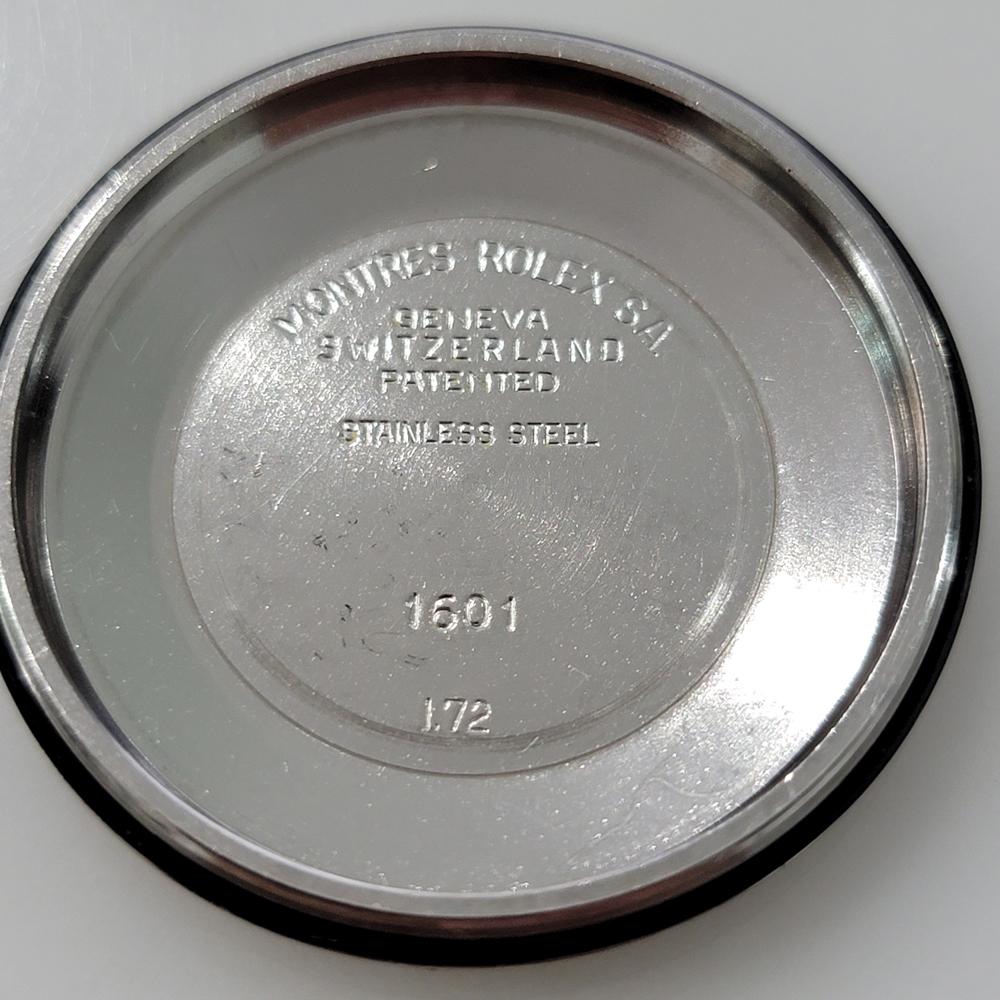 MONTRES ROLEX S.A.
GENEVA
SWITZERLAND
PATENTED
STAINLESS STEEL
1601
I.72